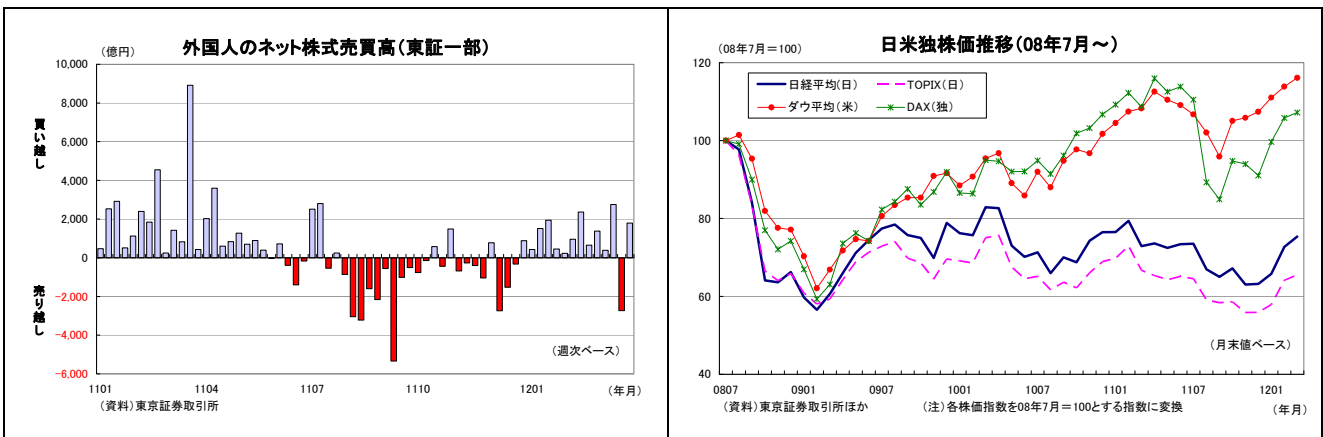 外国人のネット株式売買高(東証一部)
(億円)
10,000
8,000
6,000
4,000
2,000
0
-2,000
-4,000
-6,000
買い越し
売り越し
(週次ベース)
1101
1104
1107
1110
1201
(年月)
(資料)東京証券取引所
日米独株価推移(08年7月～)
(08年7月=100)
120
100
80
60
40
日経平均(日)
TOPIX(日)
ダウ平均(米)
DAX(独)
(月末値ベース)
0807
0901
0907
1001
1007
1101
1107
1201
(年月)
(資料)東京証券取引所ほか
(注)各株価指数を08年7月=100とする指数に変換